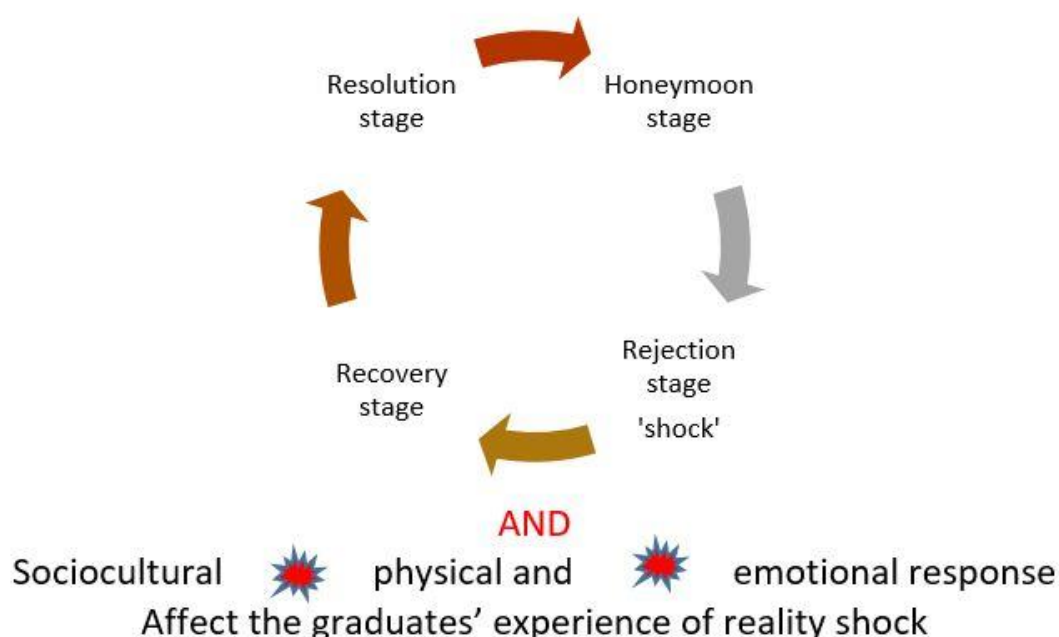 Resolution
stage
Honeymoon
stage
Rejection
stage
'shock'
Recovery
stage
AND
Sociocultural physical and emotional response
Affect the graduates’ experience of reality shock